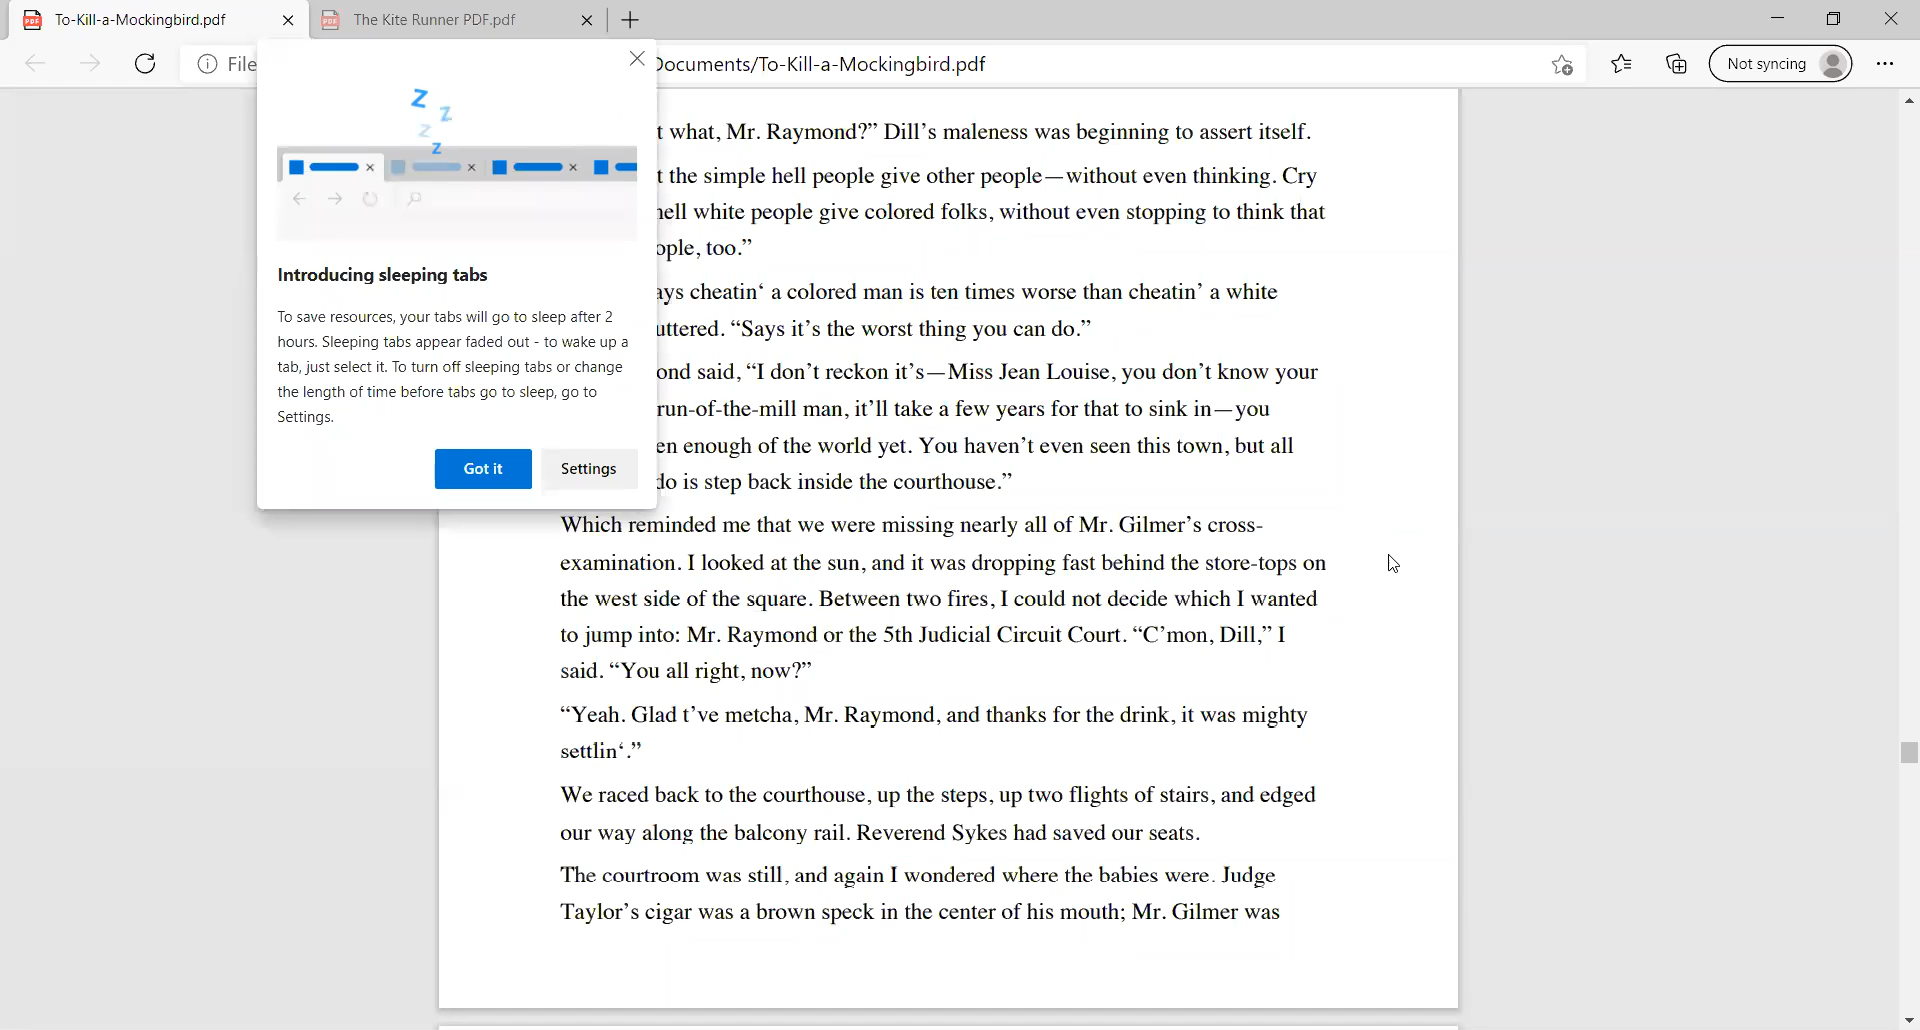 To-Kill-a-Mockingbird.pdf
The Kite Runner PDF.pdf
File
Documents/To-Kill-a-Mockingbird.pdf
Not syncing
Introducing sleeping tabs
To save resources, your tabs will go to sleep after 2
hours. Sleeping tabs appear faded out - to wake up a
tab, just select it. To turn off sleeping tabs or change
the length of time before tabs go to sleep, go to
Settings.
Got it
Settings
t what, Mr. Raymond?” Dill’s maleness was beginning to assert itself.
t the simple hell people give other people—without even thinking. Cry
hell white people give colored folks, without even stopping to think that
ople, too.”
ays cheatin‘ a colored man is ten times worse than cheatin’ a white
uttered. “Says it’s the worst thing you can do.”
ond said, “I don’t reckon it’s—Miss Jean Louise, you don’t know your
run-of-the-mill man, it’ll take a few years for that to sink in—you
en enough of the world yet. You haven’t even seen this town, but all
do is step back inside the courthouse.”
Which reminded me that we were missing nearly all of Mr. Gilmer’s cross-
examination. I looked at the sun, and it was dropping fast behind the store-tops on
the west side of the square. Between two fires, I could not decide which I wanted
to jump into: Mr. Raymond or the 5th Judicial Circuit Court. “C’mon, Dill,” I
said. “You all right, now?”
“Yeah. Glad t’ve metcha, Mr. Raymond, and thanks for the drink, it was mighty
settlin‘.”
We raced back to the courthouse, up the steps, up two flights of stairs, and edged
our way along the balcony rail. Reverend Sykes had saved our seats.
The courtroom was still, and again I wondered where the babies were. Judge
Taylor’s cigar was a brown speck in the center of his mouth; Mr. Gilmer was